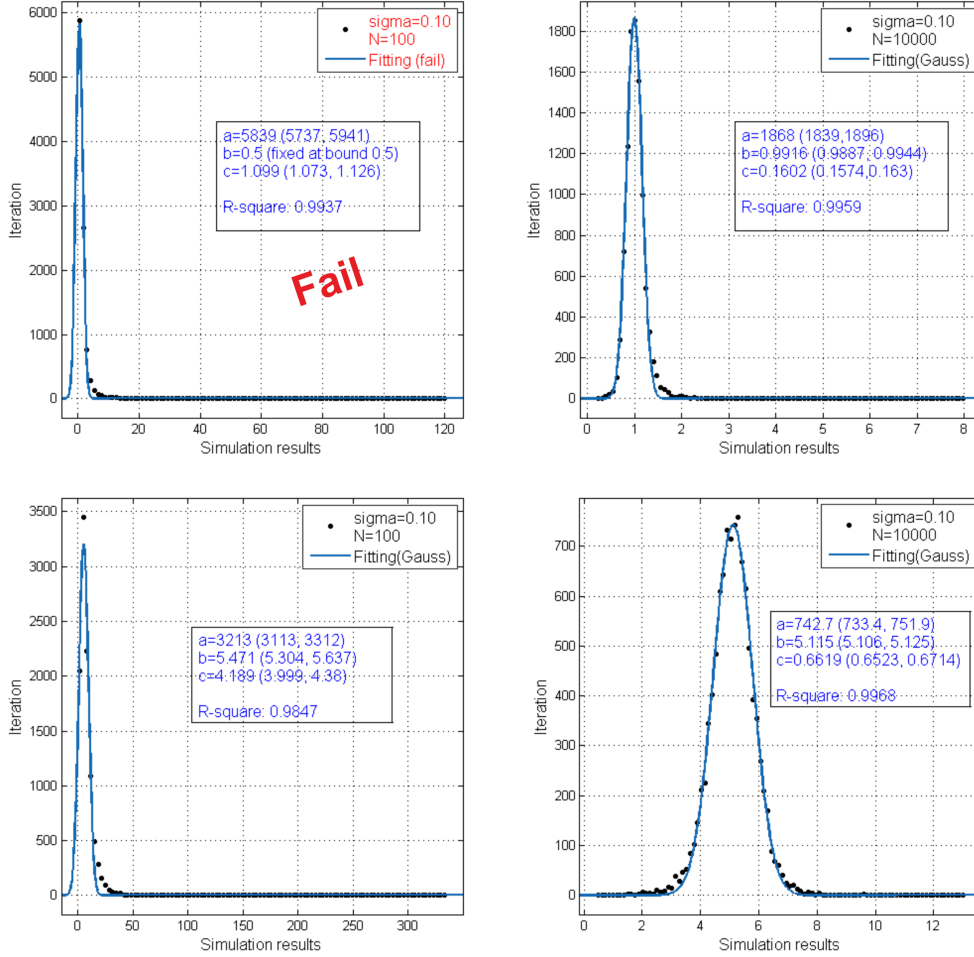 6000
5000
4000
3000
2000
1000
0
0 20 40 60 80 100 120
Iteration
Simulation results
sigma=0.10
N=100
Fitting (fail)
a=5839 (5737, 5941)
b=0.5 (fixed at bound 0.5)
c=1.099 (1.073, 1.126)
R-square: 0.9937
Fail
1800
1600
1400
1200
1000
800
600
400
200
0
0 1 2 3 4 5 6 7 8
Iteration
Simulation results
sigma=0.10
N=10000
Fitting(Gauss)
a=1868 (1839,1896)
b=0.9916 (0.9887, 0.9944)
c=0.1602 (0.1574,0.163)
R-square: 0.9959
3500
3000
2500
2000
1500
1000
500
0
0 50 100 150 200 250 300
Iteration
Simulation results
sigma=0.10
N=100
Fitting(Gauss)
a=3213 (3113, 3312)
b=5.471 (5.304, 5.637)
c=4.189 (3.999, 4.38)
R-square: 0.9847
700
600
500
400
300
200
100
0
0 2 4 6 8 10 12
Iteration
Simulation results
sigma=0.10
N=10000
Fitting(Gauss)
a=742.7 (733.4, 751.9)
b=5.115 (5.106, 5.125)
c=0.6619 (0.6523, 0.6714)
R-square: 0.9968